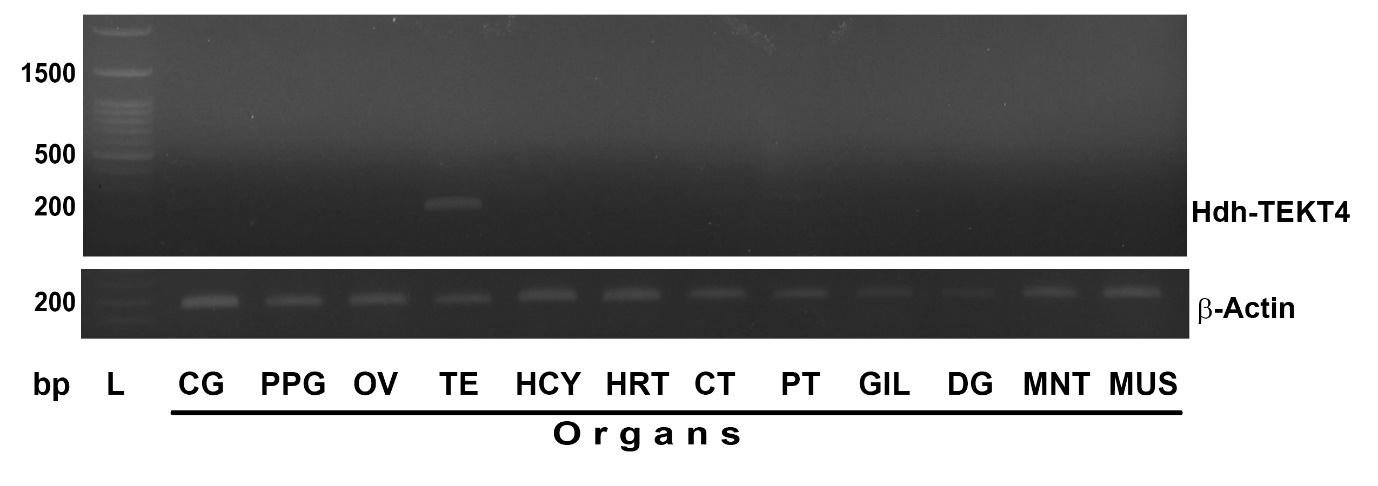 1500
500
200
Hdh-TEKT4
200
β-Actin
bp L CG PPG OV TE HCY HRT CT PT GIL DG MNT MUS
Organs